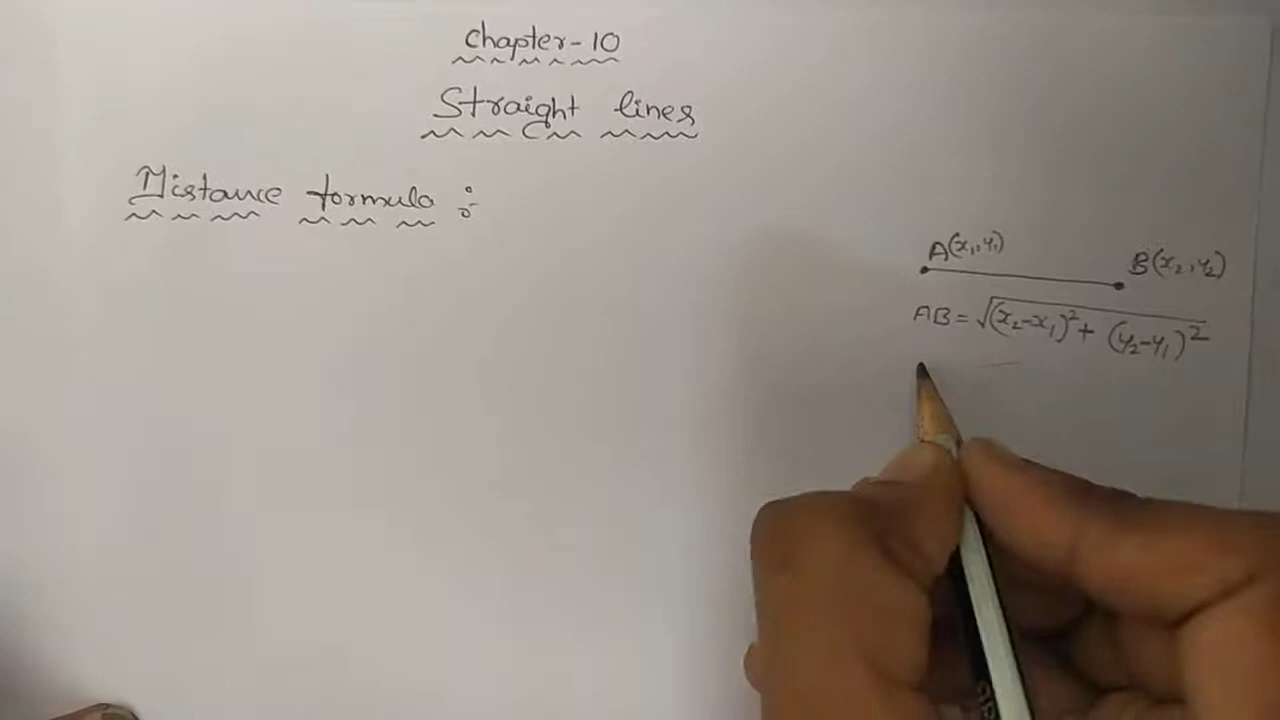 Chapter-10
Straight lines
Distance formula :-
A(x₁,y₁)
B(x₂,y₂)
AB = √(x₂-x₁)² + (y₂-y₁)²